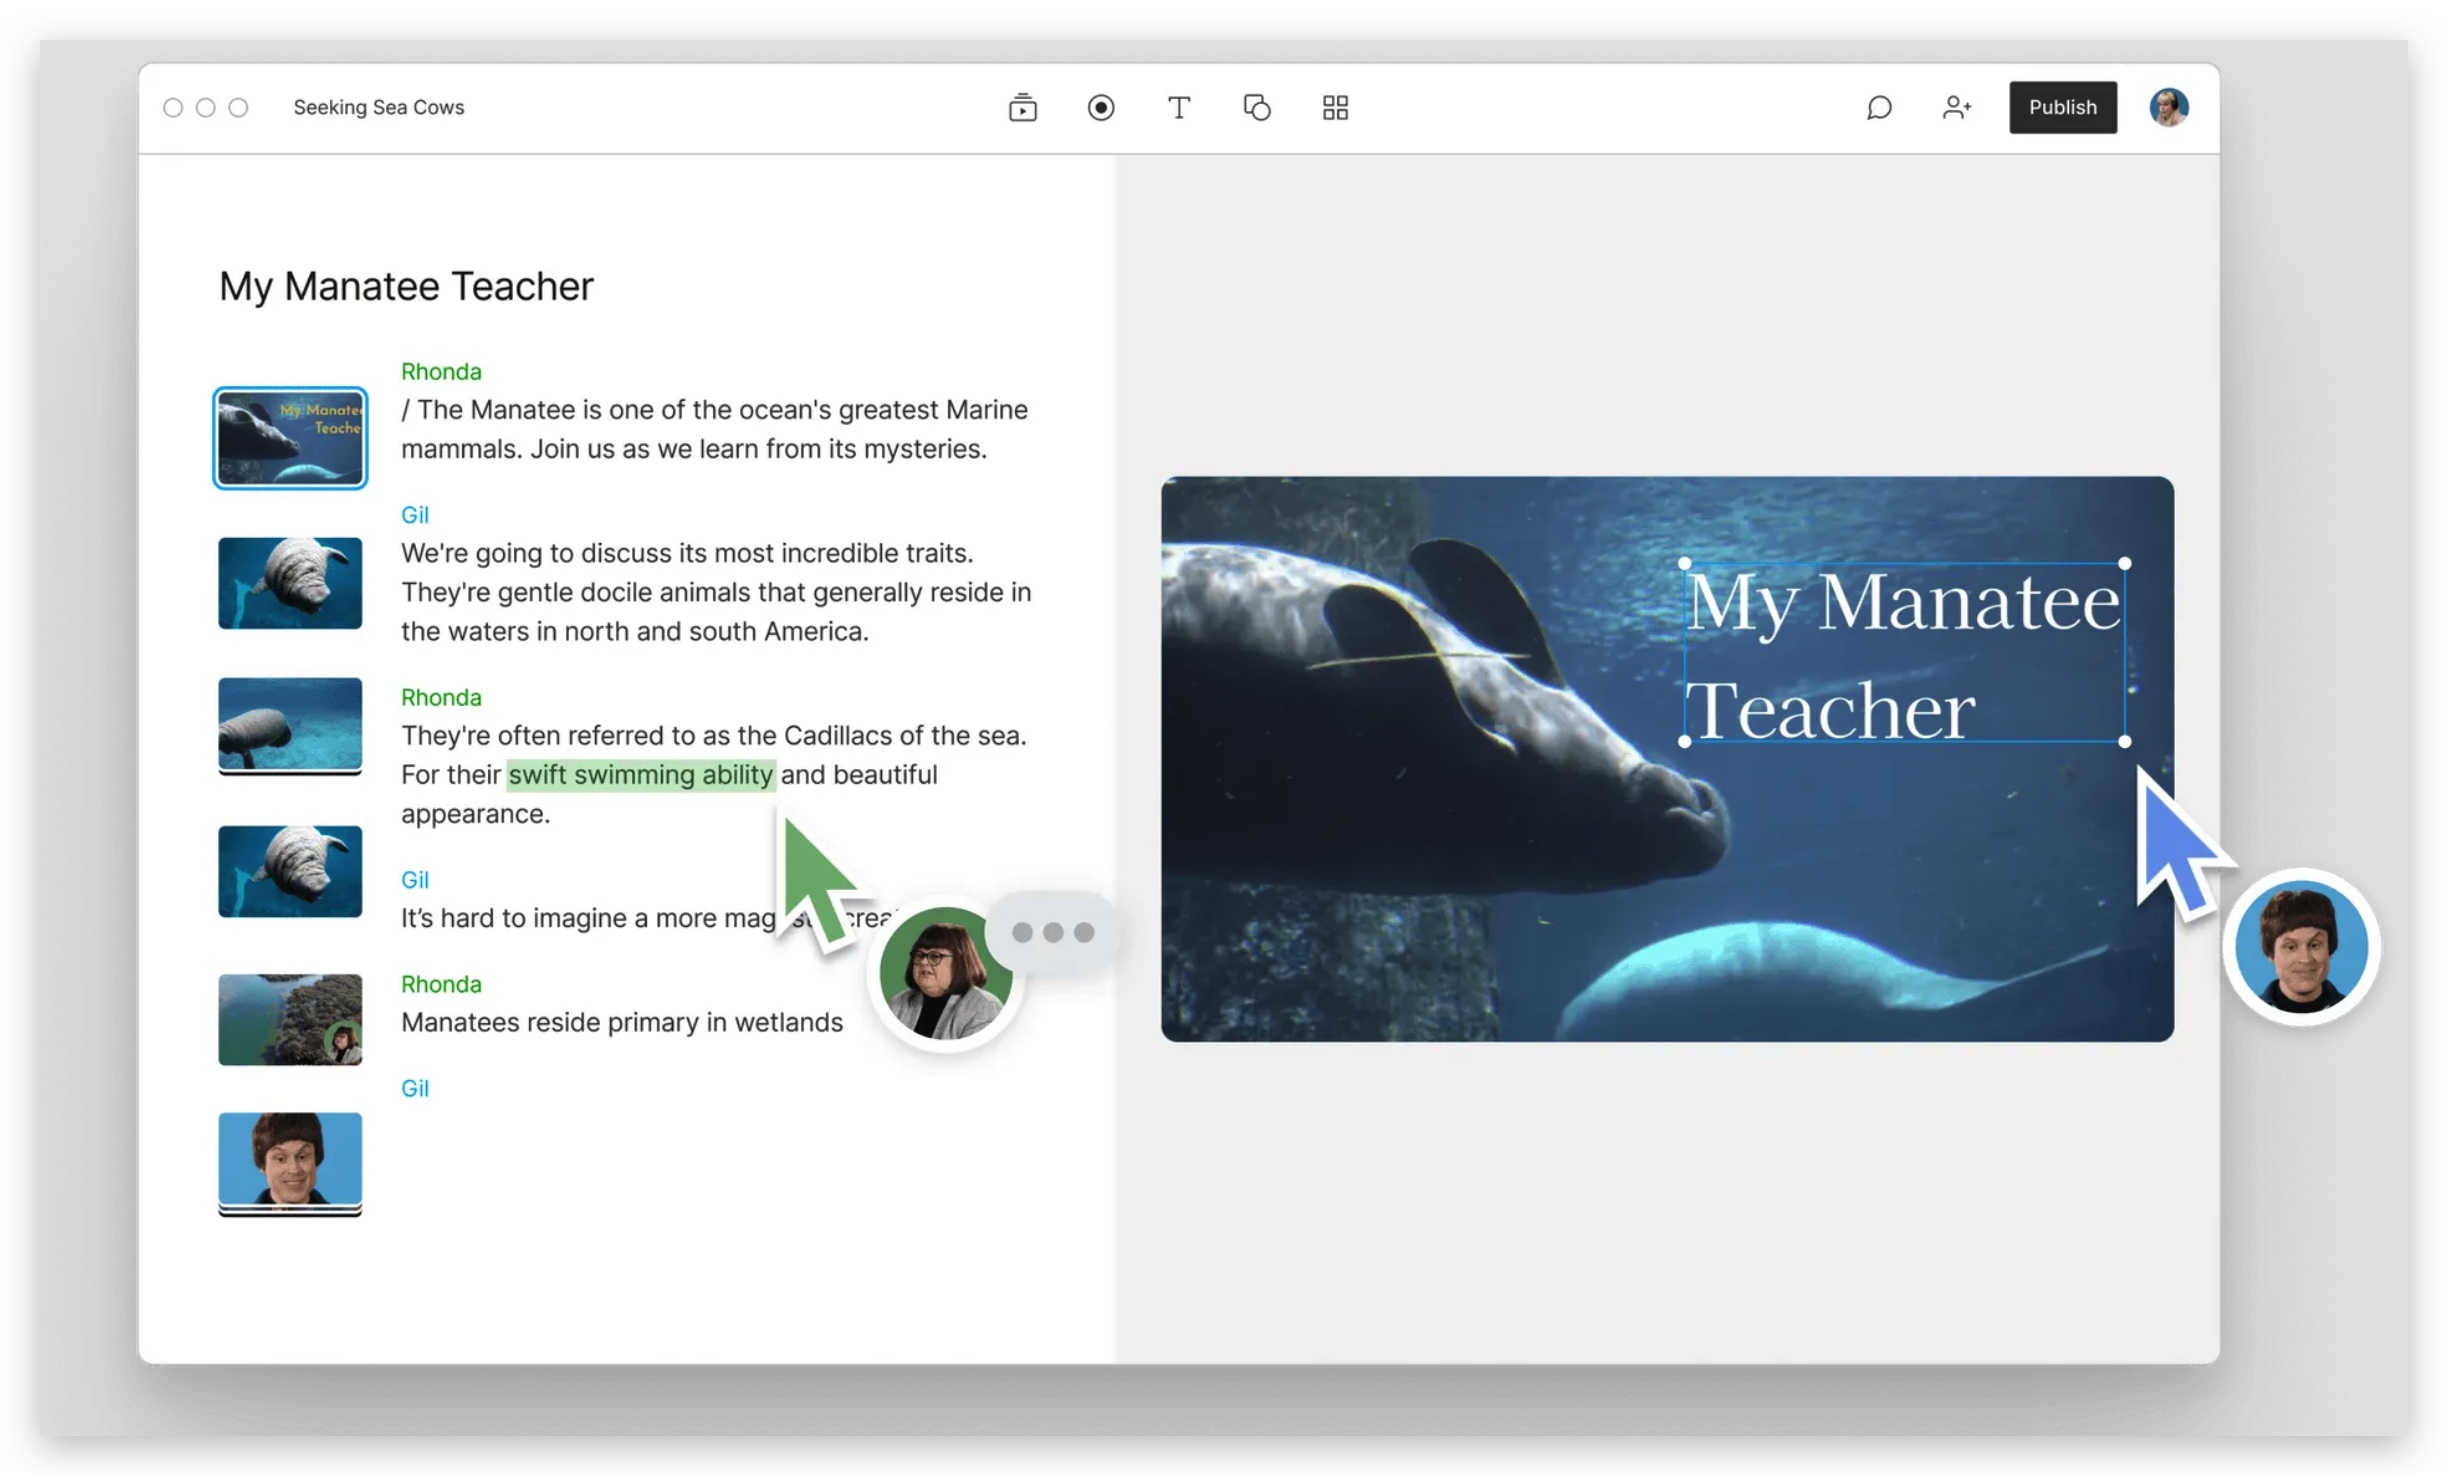 Seeking Sea Cows
Publish
My Manatee Teacher
Rhonda
/ The Manatee is one of the ocean's greatest Marine
mammals. Join us as we learn from its mysteries.
Gil
We're going to discuss its most incredible traits.
They're gentle docile animals that generally reside in
the waters in north and south America.
Rhonda
They're often referred to as the Cadillacs of the sea.
For their swift swimming ability and beautiful
appearance.
Gil
It’s hard to imagine a more
Rhonda
Manatees reside primary in wetlands
Gil
My Manatee
Teacher
My Manatee
Teacher